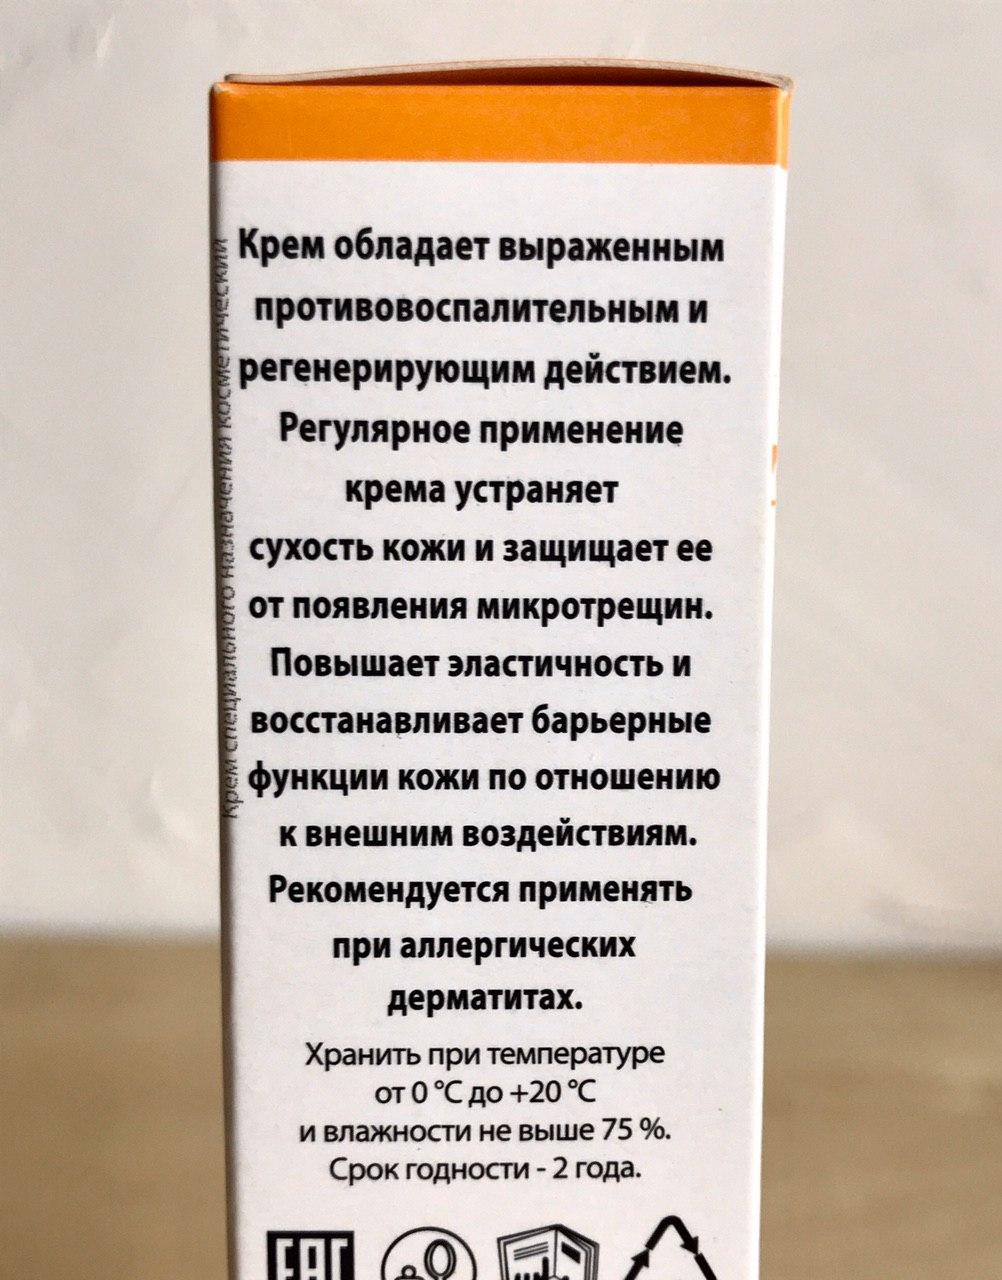 Крем обладает выраженным
противовоспалительным и
регенерирующим действием.
Регулярное применение
крема устраняет
сухость кожи и защищает ее
от появления микротрещин.
Повышает эластичность и
восстанавливает барьерные
функции кожи по отношению
к внешним воздействиям.
Рекомендуется применять
при аллергических
дерматитах.
Хранить при температуре
от 0 °C до +20 °C
и влажности не выше 75 %.
Срок годности - 2 года.
EAC
Крем специального назначения косметический